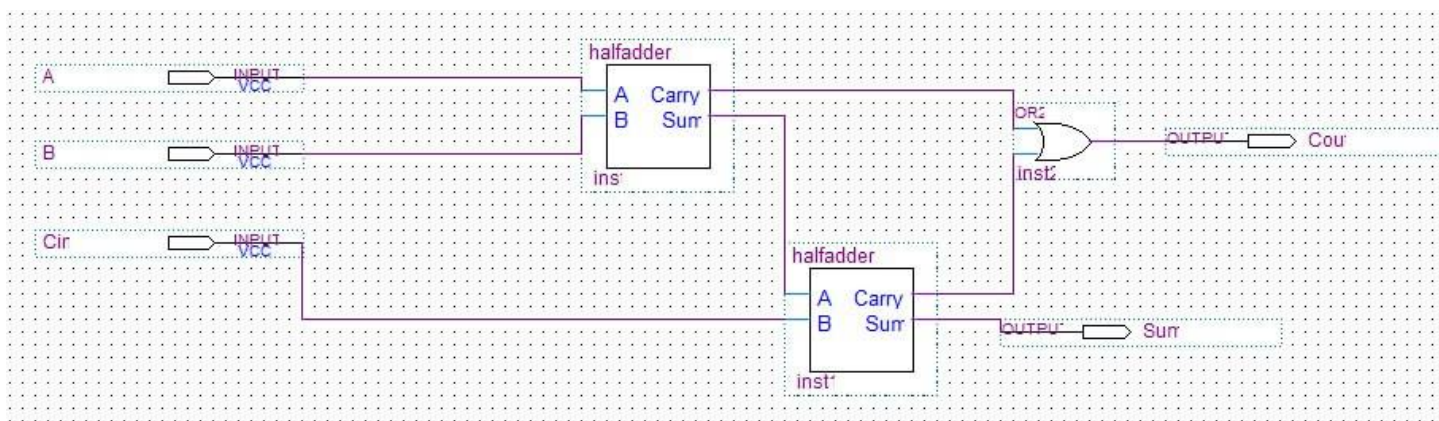 halfadder
A
INPUT
VCC
A Carry
B Sum
OR2
OUTPUT
Cou
B
INPUT
VCC
inst
inst2
Cin
INPUT
VCC
halfadder
A Carry
B Sum
OUTPUT
Sum
inst1